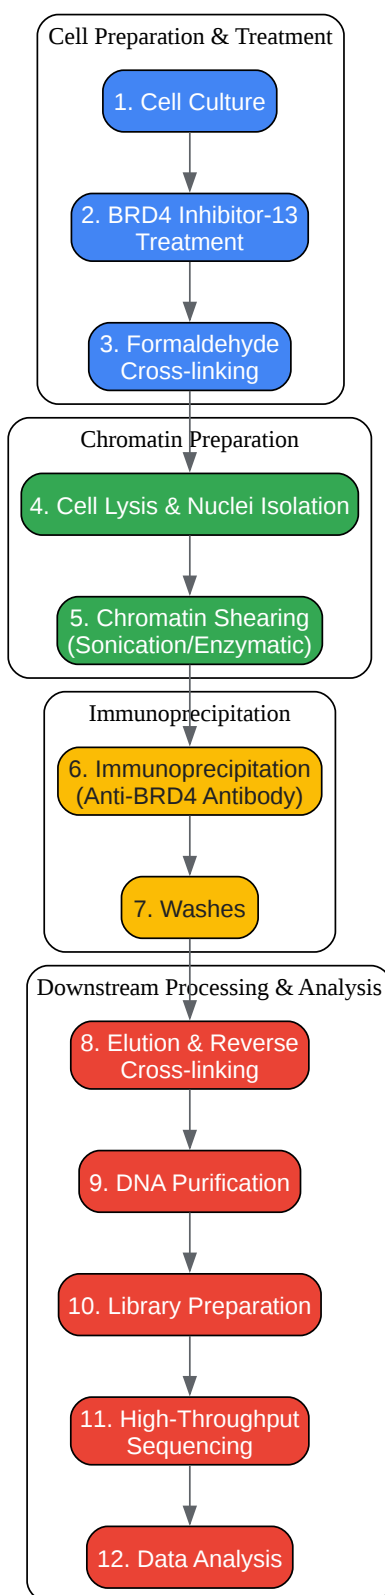 Cell Preparation & Treatment
1. Cell Culture
2. BRD4 Inhibitor-13
Treatment
3. Formaldehyde
Cross-linking
Chromatin Preparation
4. Cell Lysis & Nuclei Isolation
5. Chromatin Shearing
(Sonication/Enzymatic)
Immunoprecipitation
6. Immunoprecipitation
(Anti-BRD4 Antibody)
7. Washes
Downstream Processing & Analysis
8. Elution & Reverse
Cross-linking
9. DNA Purification
10. Library Preparation
11. High-Throughput
Sequencing
12. Data Analysis